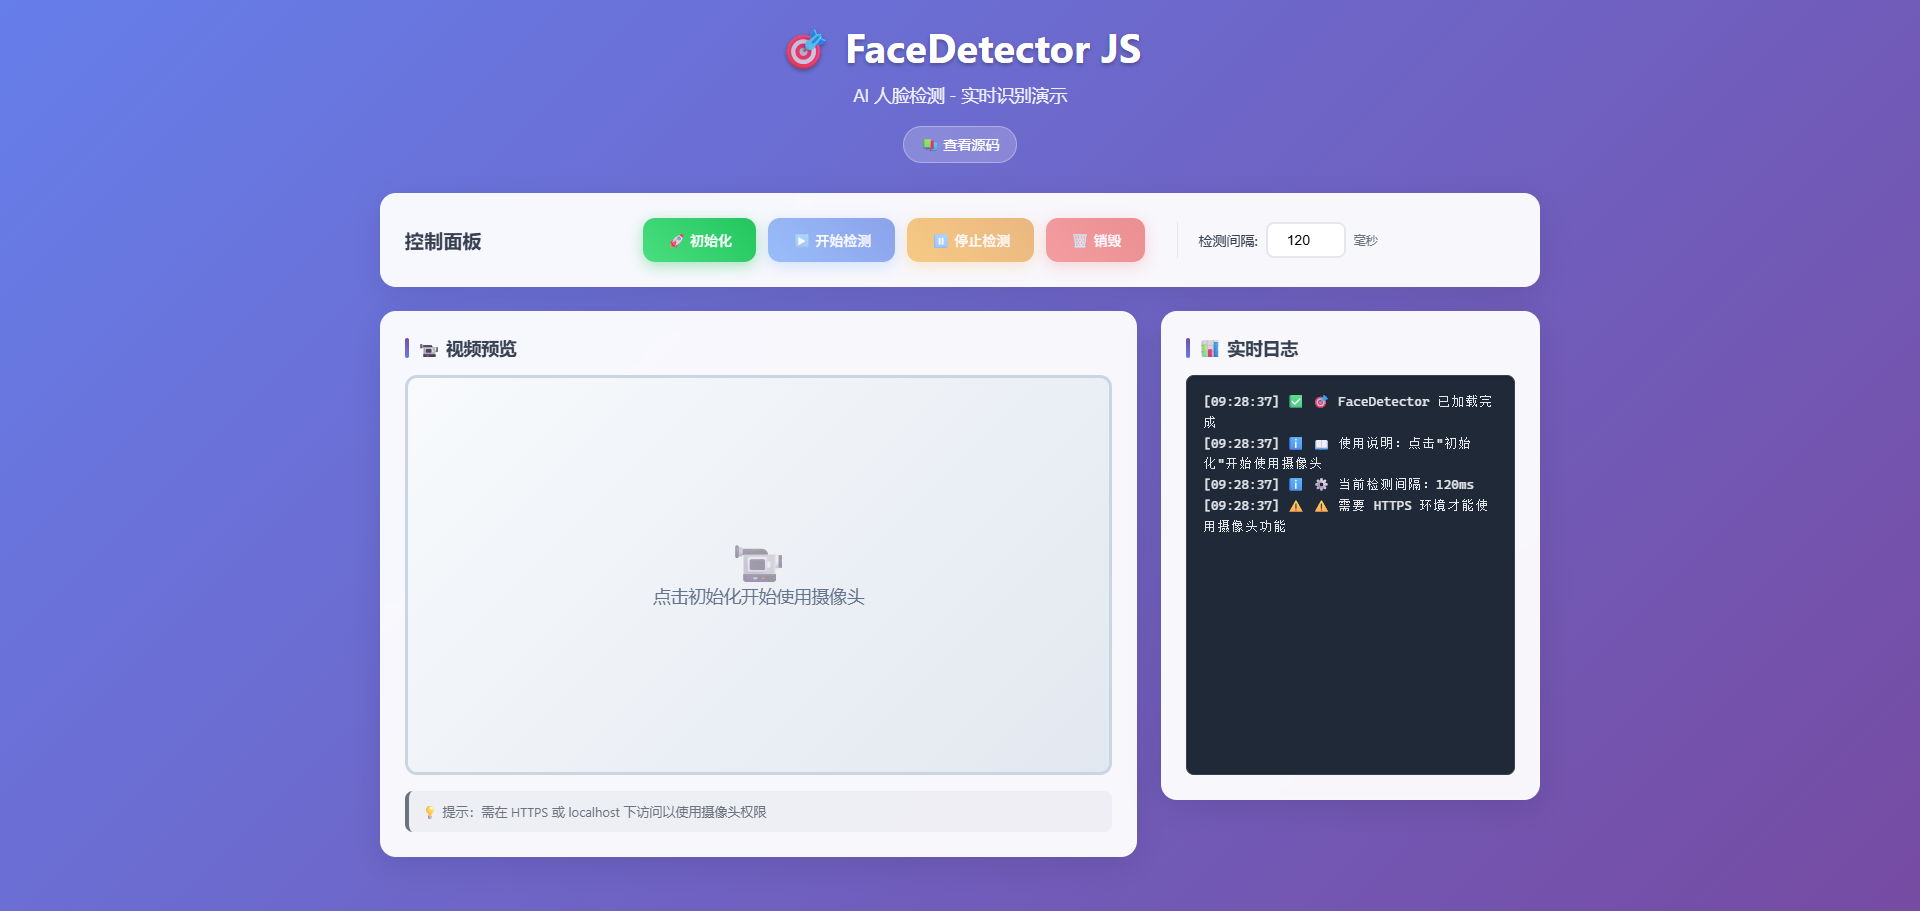 FaceDetector JS
AI 人脸检测 - 实时识别演示
查看源码
控制面板
初始化
开始检测
停止检测
销毁
检测间隔:
120
毫秒
视频预览
点击初始化开始使用摄像头
提示：需在 HTTPS 或 localhost 下访问以使用摄像头权限
实时日志
[09:28:37] FaceDetector 已加载完
成
[09:28:37] 使用说明：点击"初始
化"开始使用摄像头
[09:28:37] 当前检测间隔：120ms
[09:28:37] 需要 HTTPS 环境才能使
用摄像头功能